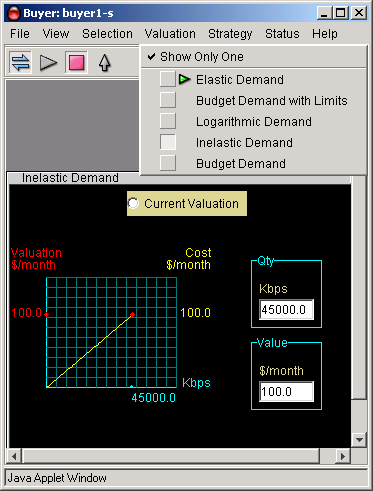 Buyer: buyer1-s
File View Selection Valuation Strategy Status Help
Show Only One
Elastic Demand
Budget Demand with Limits
Logarithmic Demand
Inelastic Demand
Budget Demand
Inelastic Demand
Current Valuation
Valuation
$/month
Cost
$/month
100.0
100.0
Kbps
45000.0
Qty
Kbps
45000.0
Value
$/month
100.0
Java Applet Window